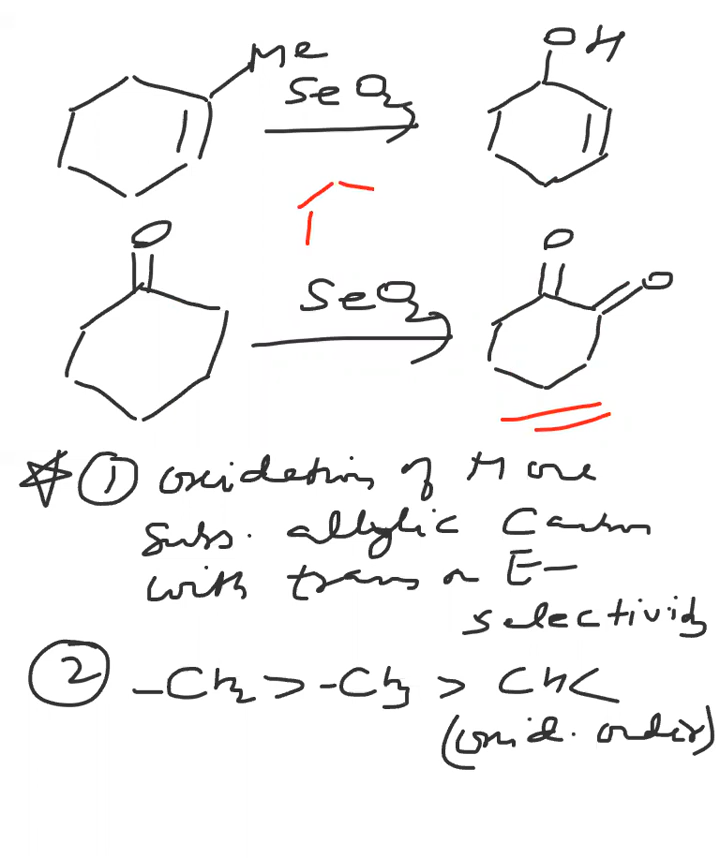 Me
SeO2
OH
O
SeO2
O
O
① oxidation of More
Subs. allylic Carbon
with trans or E-
selectivity
② -CH2 > -CH3 > CH<
(oxid. order)